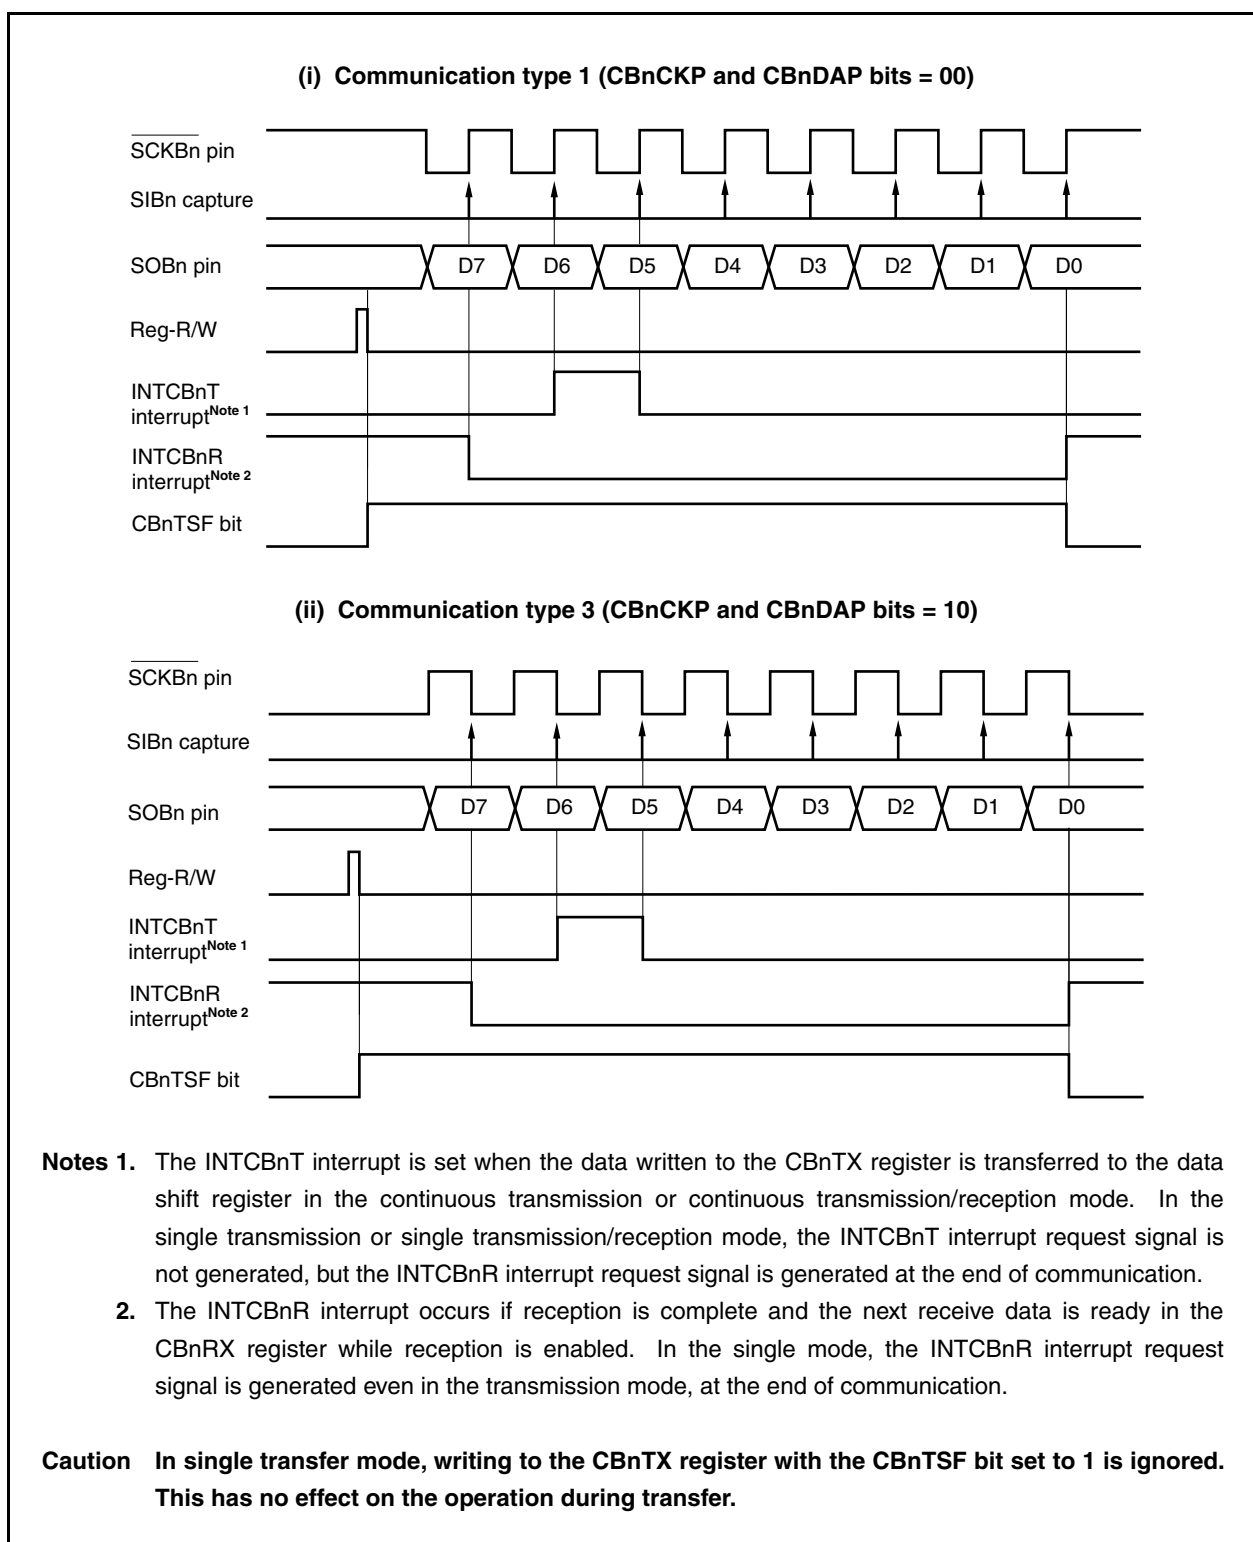 (i) Communication type 1 (CBnCKP and CBnDAP bits = 00)
SCKBn pin
SIBn capture
SOBn pin D7 D6 D5 D4 D3 D2 D1 D0
Reg-R/W
INTCBnT
interrupt Note 1
INTCBnR
interrupt Note 2
CBnTSF bit
(ii) Communication type 3 (CBnCKP and CBnDAP bits = 10)
SCKBn pin
SIBn capture
SOBn pin D7 D6 D5 D4 D3 D2 D1 D0
Reg-R/W
INTCBnT
interrupt Note 1
INTCBnR
interrupt Note 2
CBnTSF bit
Notes 1. The INTCBnT interrupt is set when the data written to the CBnTX register is transferred to the data
shift register in the continuous transmission or continuous transmission/reception mode. In the
single transmission or single transmission/reception mode, the INTCBnT interrupt request signal is
not generated, but the INTCBnR interrupt request signal is generated at the end of communication.
2. The INTCBnR interrupt occurs if reception is complete and the next receive data is ready in the
CBnRX register while reception is enabled. In the single mode, the INTCBnR interrupt request
signal is generated even in the transmission mode, at the end of communication.
Caution In single transfer mode, writing to the CBnTX register with the CBnTSF bit set to 1 is ignored.
This has no effect on the operation during transfer.